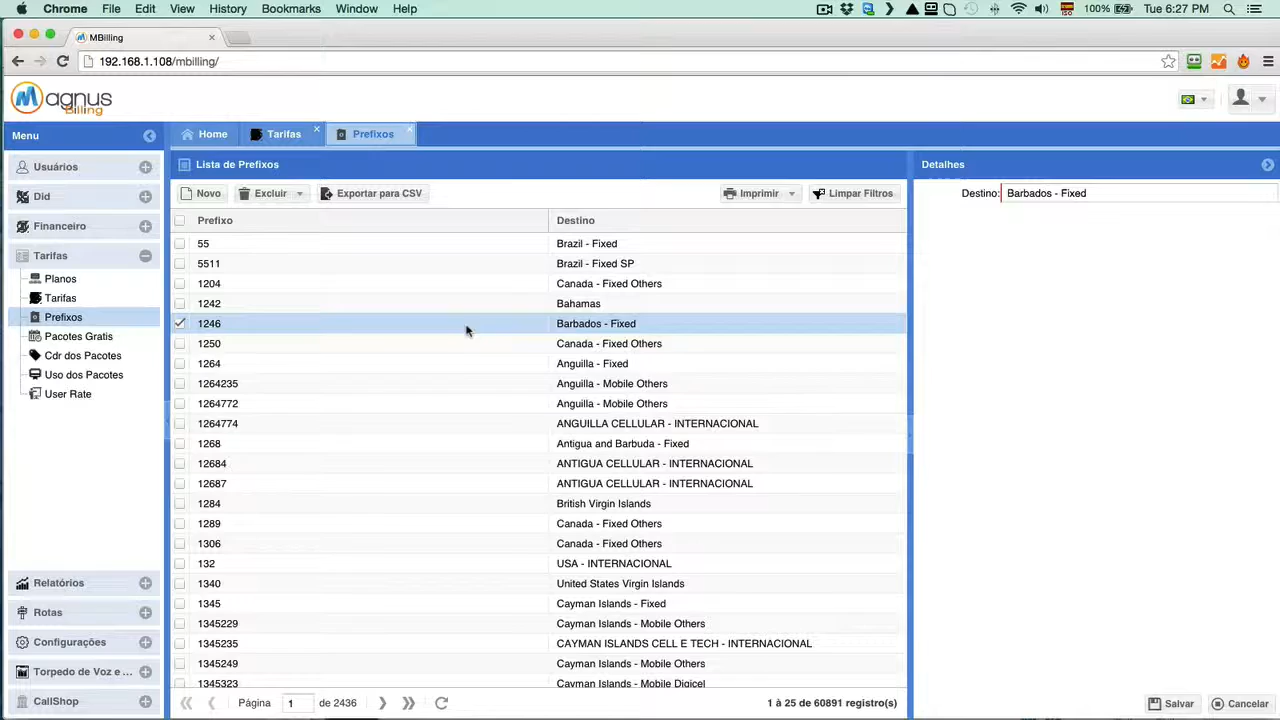 Chrome File Edit View History Bookmarks Window Help 100% Tue 6:27 PM
MBilling
192.168.1.108/mbilling/
Magnus Billing
Menu
Home Tarifas Prefixos
Usuários
Did
Financeiro
Tarifas
Planos
Tarifas
Prefixos
Pacotes Gratis
Cdr dos Pacotes
Uso dos Pacotes
User Rate
Relatórios
Rotas
Configurações
Torpedo de Voz e ...
CallShop
Lista de Prefixos
Novo Excluir Exportar para CSV Imprimir Limpar Filtros
Prefixo Destino
55 Brazil - Fixed
5511 Brazil - Fixed SP
1204 Canada - Fixed Others
1242 Bahamas
1246 Barbados - Fixed
1250 Canada - Fixed Others
1264 Anguilla - Fixed
1264235 Anguilla - Mobile Others
1264772 Anguilla - Mobile Others
1264774 ANGUILLA CELLULAR - INTERNACIONAL
1268 Antigua and Barbuda - Fixed
12684 ANTIGUA CELLULAR - INTERNACIONAL
12687 ANTIGUA CELLULAR - INTERNACIONAL
1284 British Virgin Islands
1289 Canada - Fixed Others
1306 Canada - Fixed Others
132 USA - INTERNACIONAL
1340 United States Virgin Islands
1345 Cayman Islands - Fixed
1345229 Cayman Islands - Mobile Others
1345235 CAYMAN ISLANDS CELL E TECH - INTERNACIONAL
1345249 Cayman Islands - Mobile Others
1345323 Cayman Islands - Mobile Digicel
Página 1 de 2436 1 à 25 de 60891 registro(s)
Detalhes
Destino: Barbados - Fixed
Salvar Cancelar